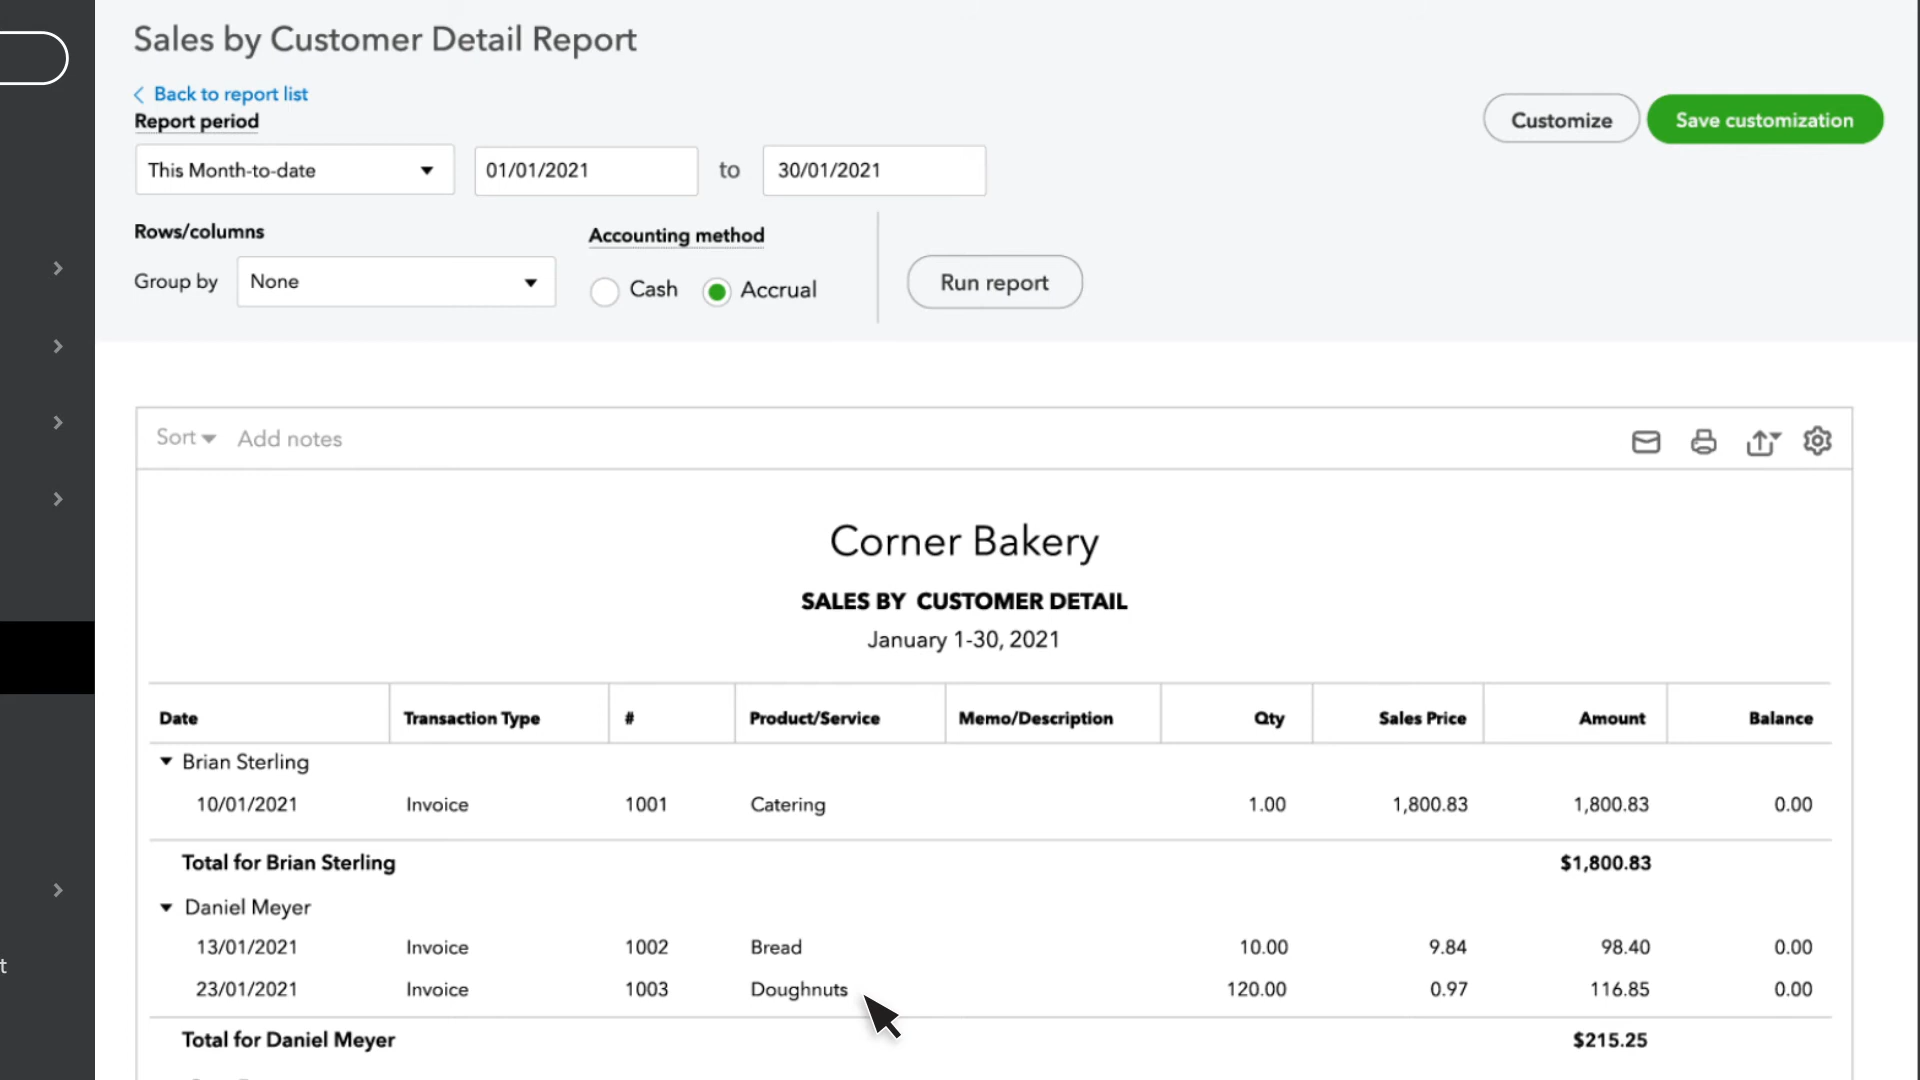 Sales by Customer Detail Report
Back to report list
Report period
Customize
Save customization
This Month-to-date
01/01/2021
to
30/01/2021
Rows/columns
Accounting method
Group by
None
Cash
Accrual
Run report
Sort
Add notes
Corner Bakery
SALES BY CUSTOMER DETAIL
January 1-30, 2021
Date Transaction Type # Product/Service Memo/Description Qty Sales Price Amount Balance
Brian Sterling
10/01/2021 Invoice 1001 Catering 1.00 1,800.83 1,800.83 0.00
Total for Brian Sterling $1,800.83
Daniel Meyer
13/01/2021 Invoice 1002 Bread 10.00 9.84 98.40 0.00
t
23/01/2021 Invoice 1003 Doughnuts 120.00 0.97 116.85 0.00
Total for Daniel Meyer $215.25